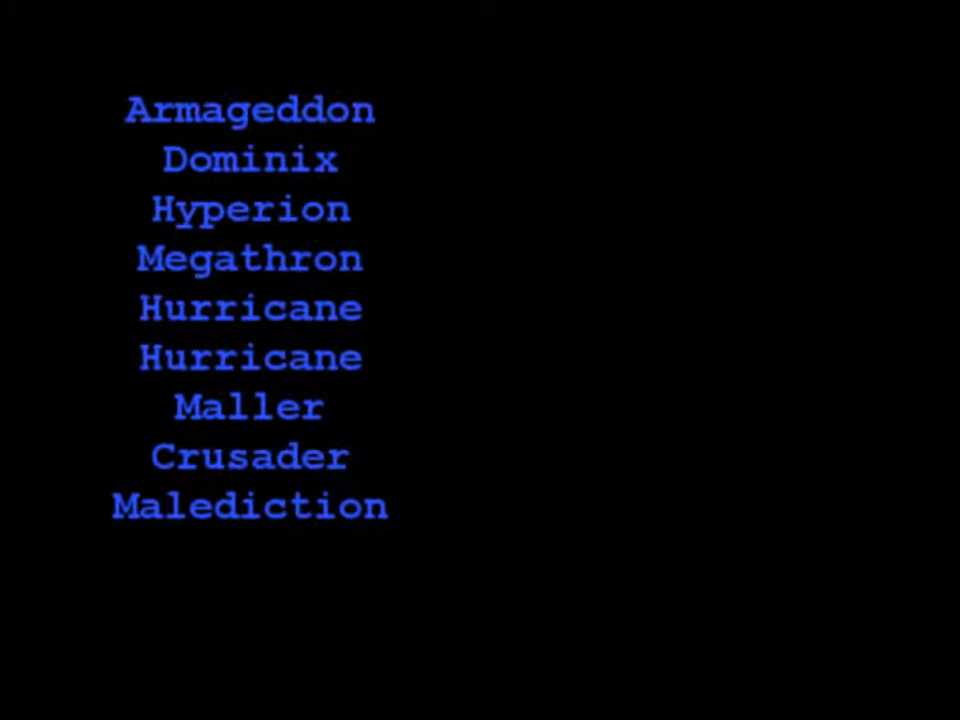 Armageddon
Dominix
Hyperion
Megathron
Hurricane
Hurricane
Maller
Crusader
Malediction